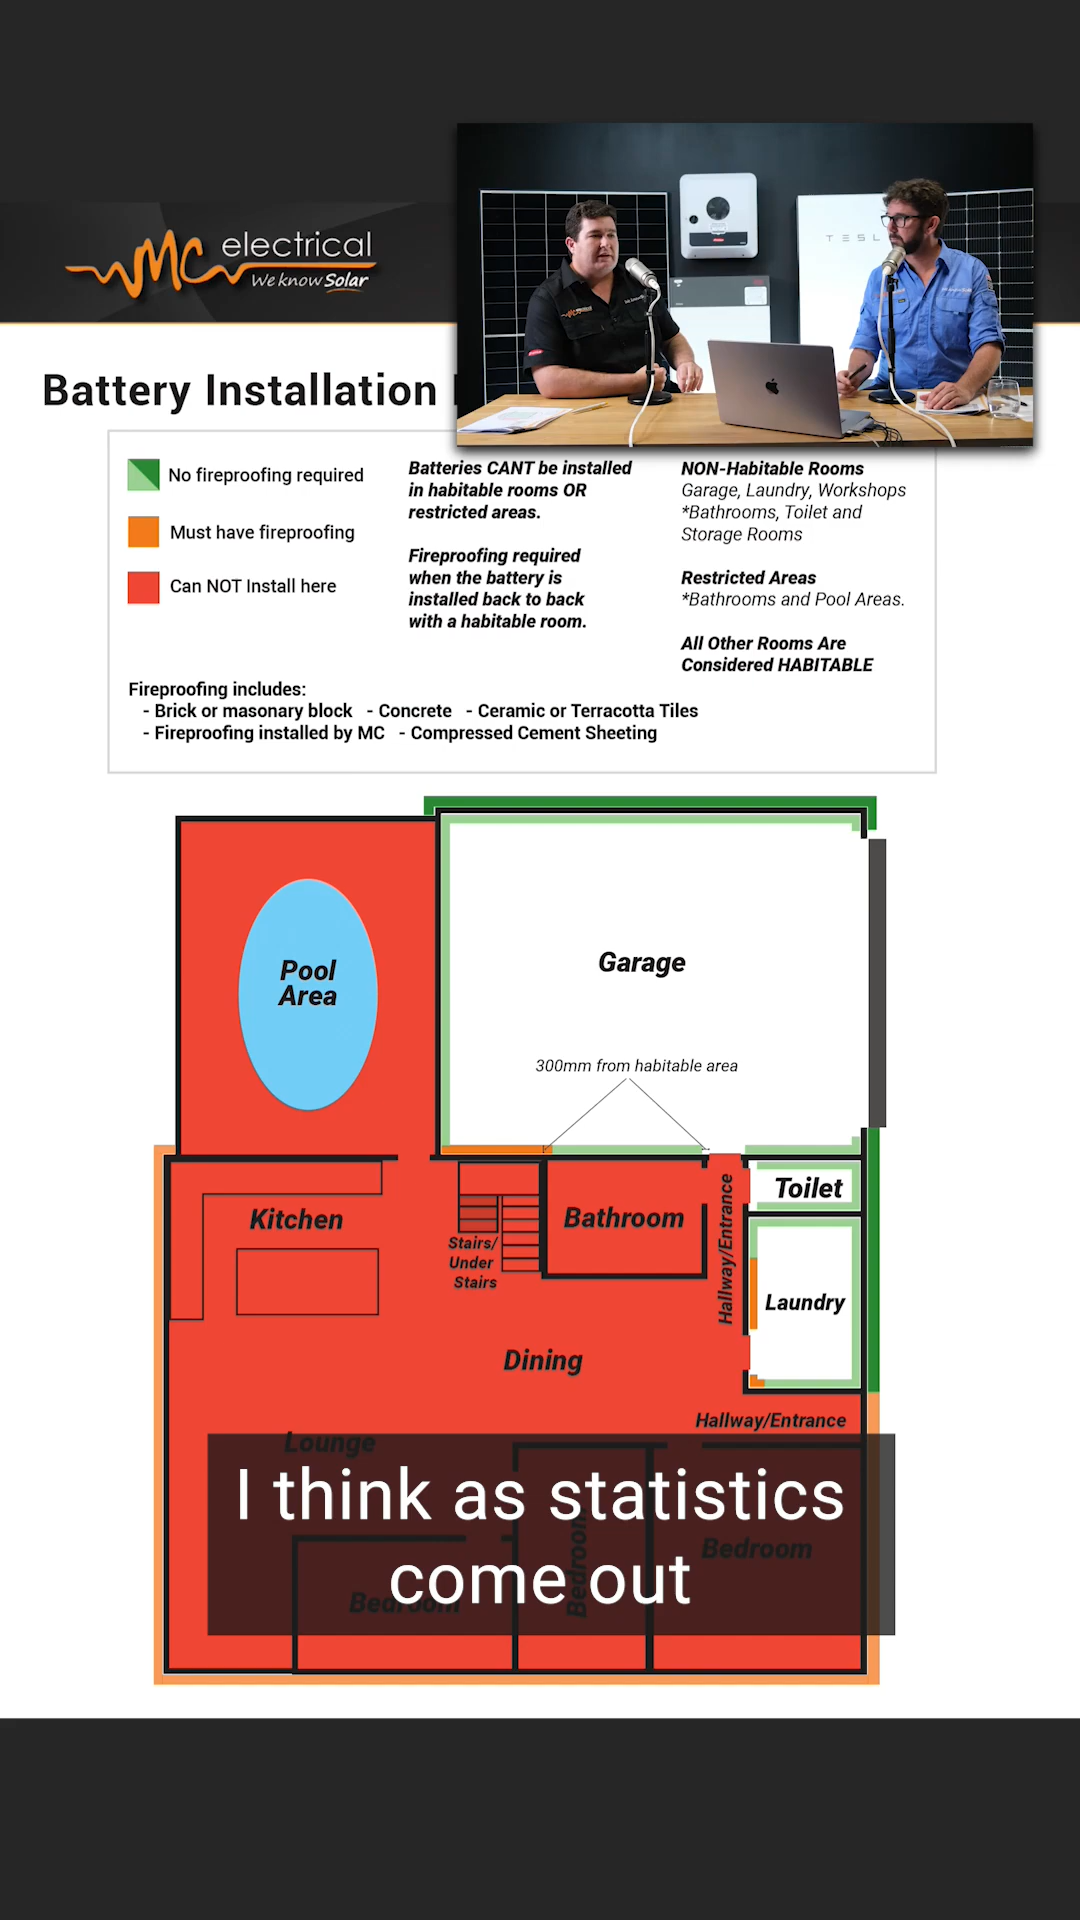 MC electrical
We know Solar
TESL
Battery Installation
No fireproofing required
Must have fireproofing
Can NOT Install here
Batteries CANT be installed
in habitable rooms OR
restricted areas.
Fireproofing required
when the battery is
installed back to back
with a habitable room.
NON-Habitable Rooms
Garage, Laundry, Workshops
*Bathrooms, Toilet and
Storage Rooms
Restricted Areas
*Bathrooms and Pool Areas.
All Other Rooms Are
Considered HABITABLE
Fireproofing includes:
- Brick or masonary block - Concrete - Ceramic or Terracotta Tiles
- Fireproofing installed by MC - Compressed Cement Sheeting
Pool
Area
Garage
300mm from habitable area
Kitchen
Stairs/
Under
Stairs
Bathroom
Hallway/Entrance
Toilet
Laundry
Dining
Hallway/Entrance
Lounge
I think as statistics
come out
Bedroom
Bedroom
Bedroom